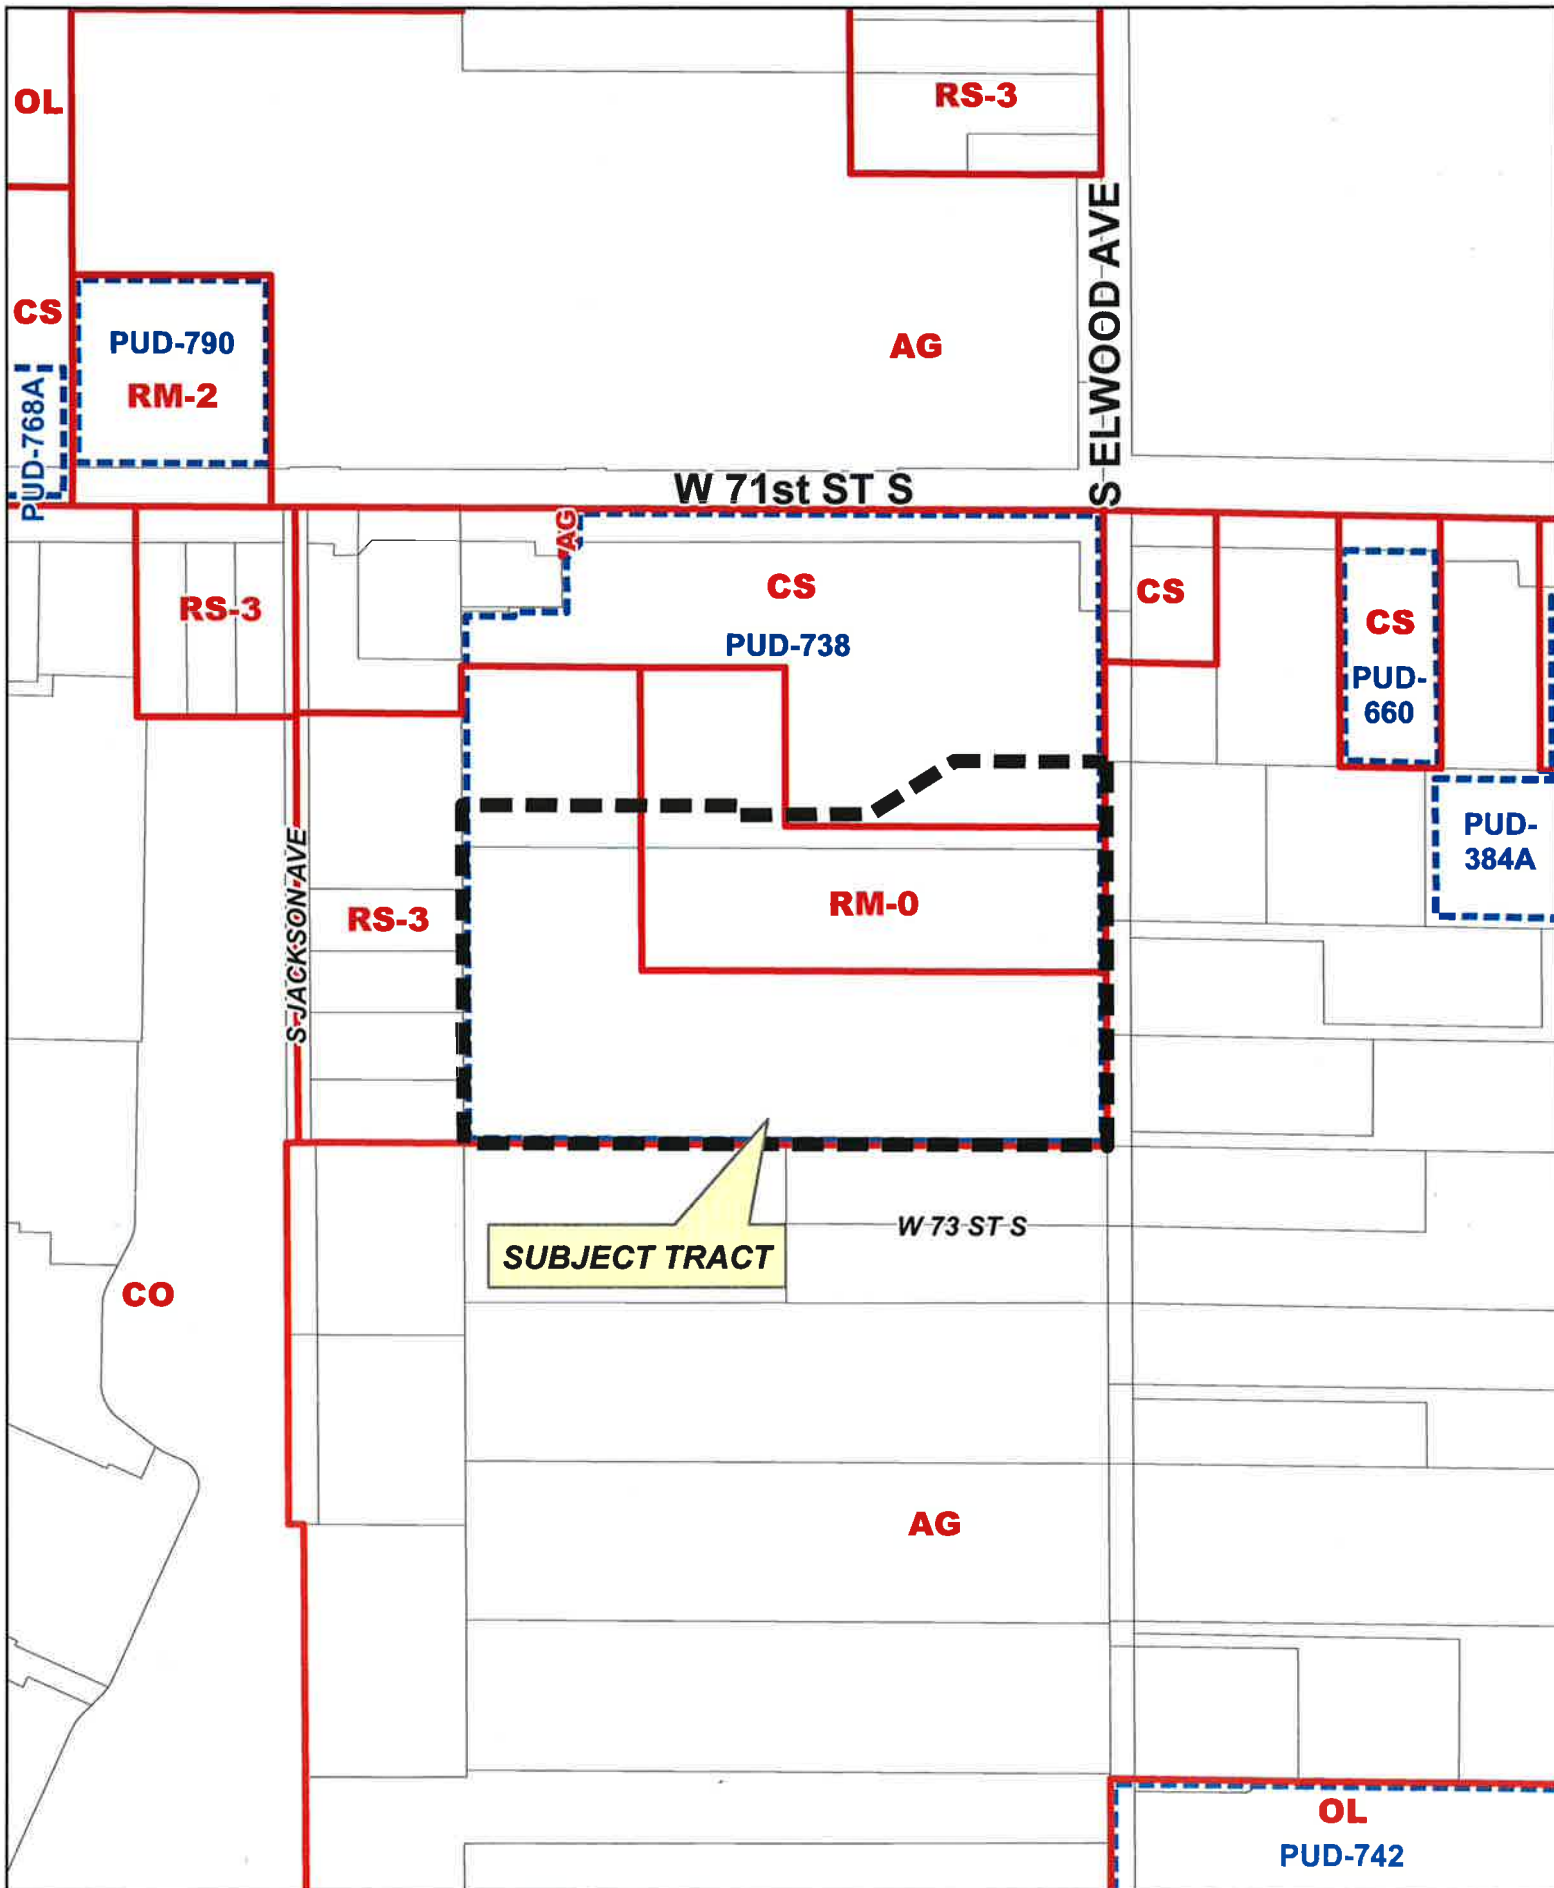 OL
RS-3
CS
PUD-790
RM-2
AG
PUD-768A
S ELWOOD AVE
W 71st ST S
AG
CS
PUD-738
RS-3
CS
CS
PUD-
660
PUD-
384A
RS-3
RM-0
S JACKSON AVE
W 73 ST S
SUBJECT TRACT
CO
AG
OL
PUD-742